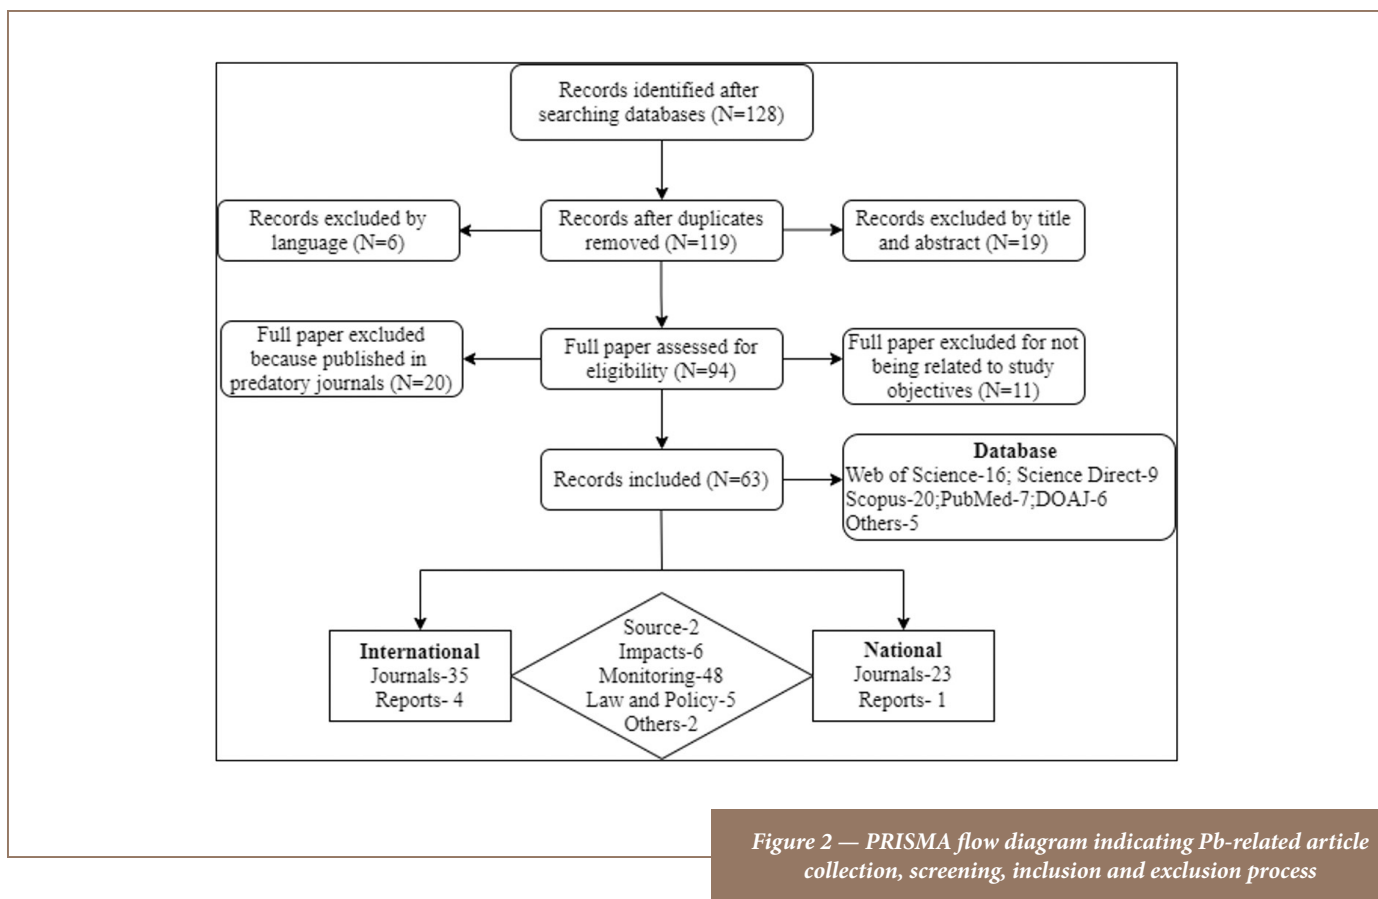 Records identified after
searching databases (N=128)
Records excluded by
language (N=6)
Records after duplicates
removed (N=119)
Records excluded by title
and abstract (N=19)
Full paper excluded
because published in
predatory journals (N=20)
Full paper assessed for
eligibility (N=94)
Full paper excluded for not
being related to study
objectives (N=11)
Records included (N=63)
Database
Web of Science-16; Science Direct-9
Scopus-20;PubMed-7;DOAJ-6
Others-5
International
Journals-35
Reports- 4
Source-2
Impacts-6
Monitoring-48
Law and Policy-5
Others-2
National
Journals-23
Reports- 1
Figure 2 — PRISMA flow diagram indicating Pb-related article
collection, screening, inclusion and exclusion process